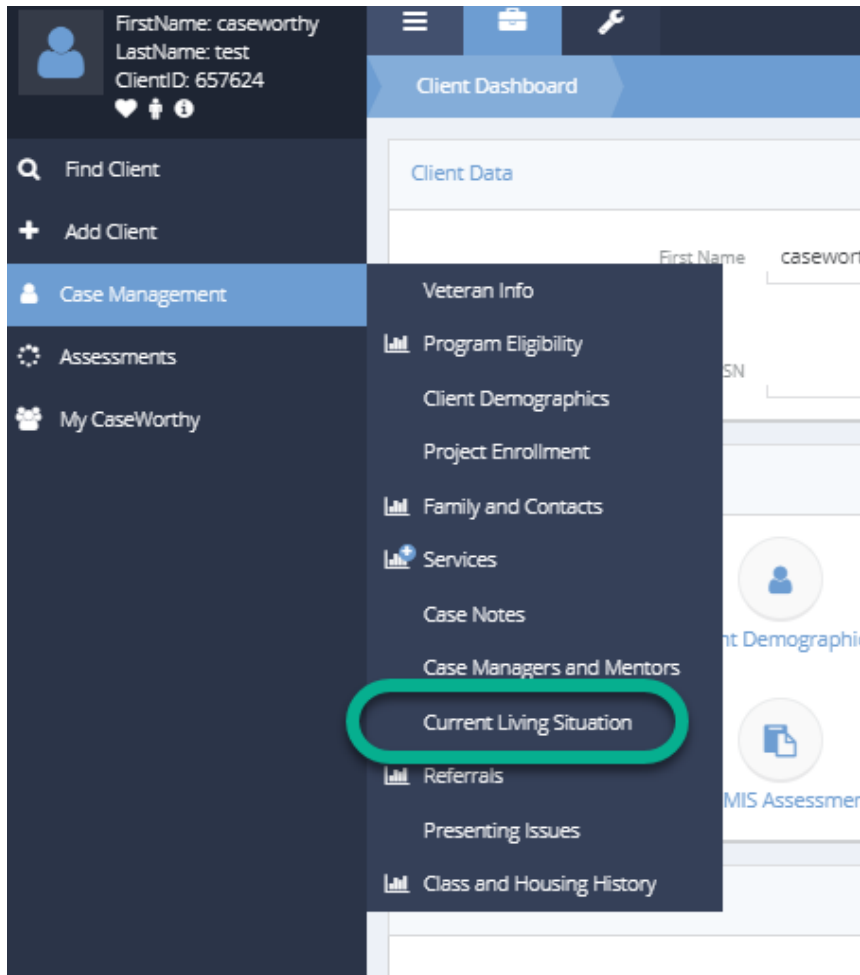 FirstName: caseworthy
LastName: test
ClientID: 657624
Find Client
Add Client
Case Management
Assessments
My CaseWorthy
Client Dashboard
Client Data
First Name casewort
SN
Veteran Info
Program Eligibility
Client Demographics
Project Enrollment
Family and Contacts
Services
Case Notes
Case Managers and Mentors
Current Living Situation
Referrals
Presenting Issues
Class and Housing History
nt Demographi
MIS Assessmen